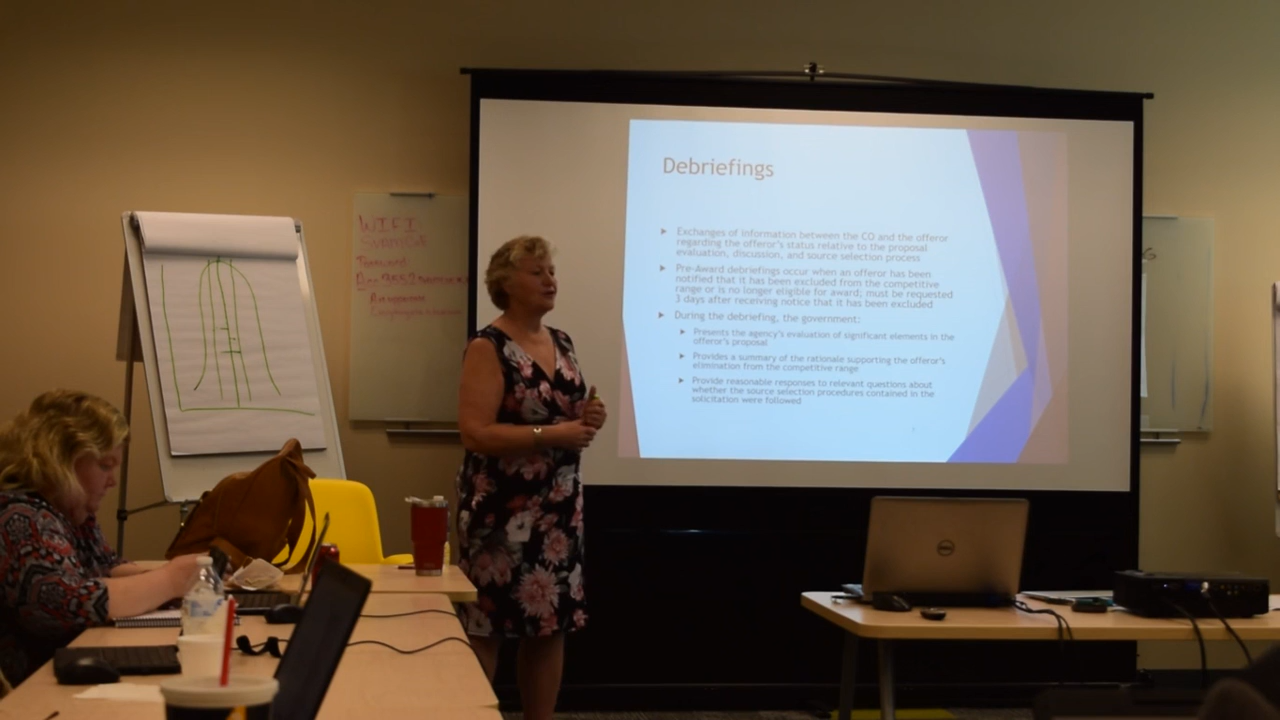 Debriefings
➤ Exchanges of information between the CO and the offeror
regarding the offeror's status relative to the proposal
evaluation, discussion, and source selection process
➤ Pre-Award debriefings occur when an offeror has been
notified that it has been excluded from the competitive
range or is no longer eligible for award; must be requested
3 days after receiving notice that it has been excluded
➤ During the debriefing, the government:
➤ Presents the agency's evaluation of significant elements in the
offeror's proposal
➤ Provides a summary of the rationale supporting the offeror's
elimination from the competitive range
➤ Provide reasonable responses to relevant questions about
whether the source selection procedures contained in the
solicitation were followed
WIFI
DELL